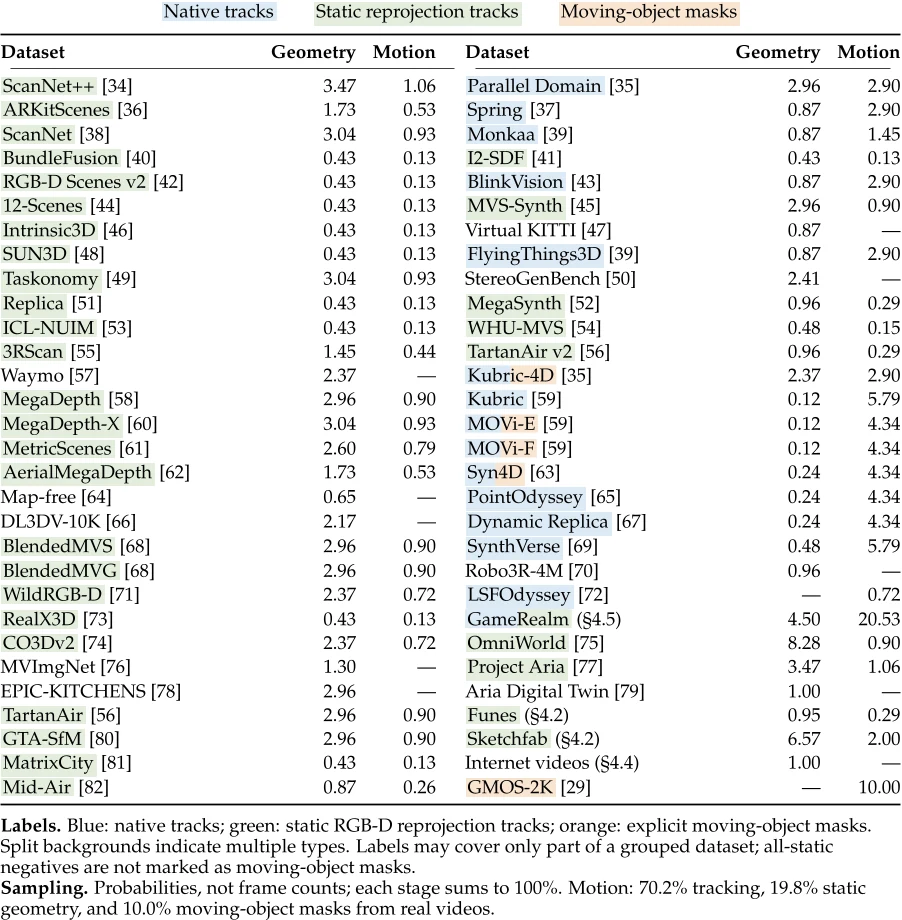 Native tracks Static reprojection tracks Moving-object masks
Dataset Geometry Motion Dataset Geometry Motion
ScanNet++ [34] 3.47 1.06 Parallel Domain [35] 2.96 2.90
ARKitScenes [36] 1.73 0.53 Spring [37] 0.87 2.90
ScanNet [38] 3.04 0.93 Monkaa [39] 0.87 1.45
BundleFusion [40] 0.43 0.13 I2-SDF [41] 0.43 0.13
RGB-D Scenes v2 [42] 0.43 0.13 BlinkVision [43] 0.87 2.90
12-Scenes [44] 0.43 0.13 MVS-Synth [45] 2.96 0.90
Intrinsic3D [46] 0.43 0.13 Virtual KITTI [47] 0.87 —
SUN3D [48] 0.43 0.13 FlyingThings3D [39] 0.87 2.90
Taskonomy [49] 3.04 0.93 StereoGenBench [50] 2.41 —
Replica [51] 0.43 0.13 MegaSynth [52] 0.96 0.29
ICL-NUIM [53] 0.43 0.13 WHU-MVS [54] 0.48 0.15
3RScan [55] 1.45 0.44 TartanAir v2 [56] 0.96 0.29
Waymo [57] 2.37 — Kubric-4D [35] 2.37 2.90
MegaDepth [58] 2.96 0.90 Kubric [59] 0.12 5.79
MegaDepth-X [60] 3.04 0.93 MOVi-E [59] 0.12 4.34
MetricScenes [61] 2.60 0.79 MOVi-F [59] 0.12 4.34
AerialMegaDepth [62] 1.73 0.53 Syn4D [63] 0.24 4.34
Map-free [64] 0.65 — PointOdyssey [65] 0.24 4.34
DL3DV-10K [66] 2.17 — Dynamic Replica [67] 0.24 4.34
BlendedMVS [68] 2.96 0.90 SynthVerse [69] 0.48 5.79
BlendedMVG [68] 2.96 0.90 Robo3R-4M [70] 0.96 —
WildRGB-D [71] 2.37 0.72 LSFOdyssey [72] — 0.72
RealX3D [73] 0.43 0.13 GameRealm (§4.5) 4.50 20.53
CO3Dv2 [74] 2.37 0.72 OmniWorld [75] 8.28 0.90
MVImgNet [76] 1.30 — Project Aria [77] 3.47 1.06
EPIC-KITCHENS [78] 2.96 — Aria Digital Twin [79] 1.00 —
TartanAir [56] 2.96 0.90 Funes (§4.2) 0.95 0.29
GTA-SfM [80] 2.96 0.90 Sketchfab (§4.2) 6.57 2.00
MatrixCity [81] 0.43 0.13 Internet videos (§4.4) 1.00 —
Mid-Air [82] 0.87 0.26 GMOS-2K [29] — 10.00
Labels. Blue: native tracks; green: static RGB-D reprojection tracks; orange: explicit moving-object masks.
Split backgrounds indicate multiple types. Labels may cover only part of a grouped dataset; all-static
negatives are not marked as moving-object masks.
Sampling. Probabilities, not frame counts; each stage sums to 100%. Motion: 70.2% tracking, 19.8% static
geometry, and 10.0% moving-object masks from real videos.